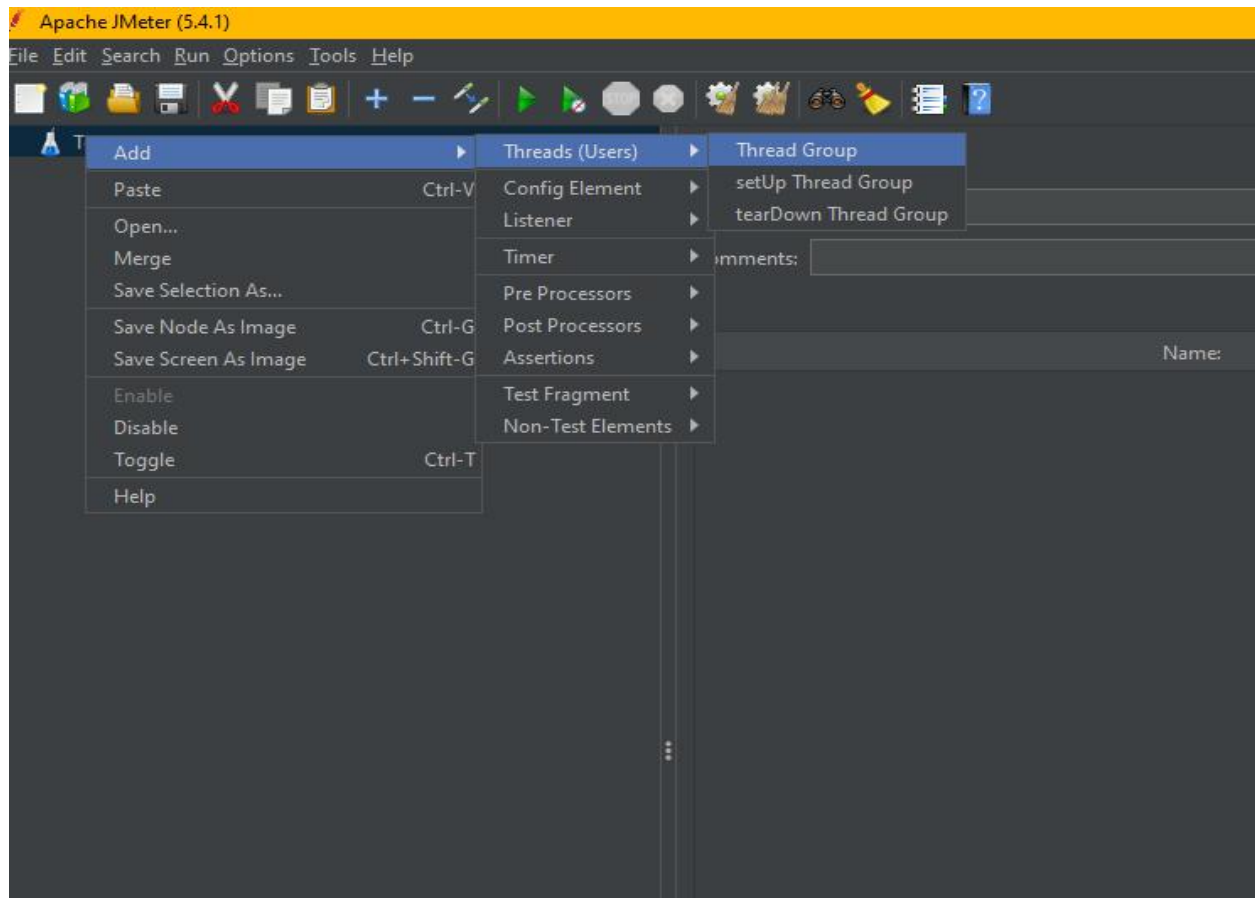 Apache JMeter (5.4.1)
File Edit Search Run Options Tools Help
STOP
T
Add
Paste Ctrl-V
Open...
Merge
Save Selection As...
Save Node As Image Ctrl-G
Save Screen As Image Ctrl+Shift-G
Enable
Disable
Toggle Ctrl-T
Help
Threads (Users)
Config Element
Listener
Timer
Pre Processors
Post Processors
Assertions
Test Fragment
Non-Test Elements
Thread Group
setUp Thread Group
tearDown Thread Group
omments:
Name: